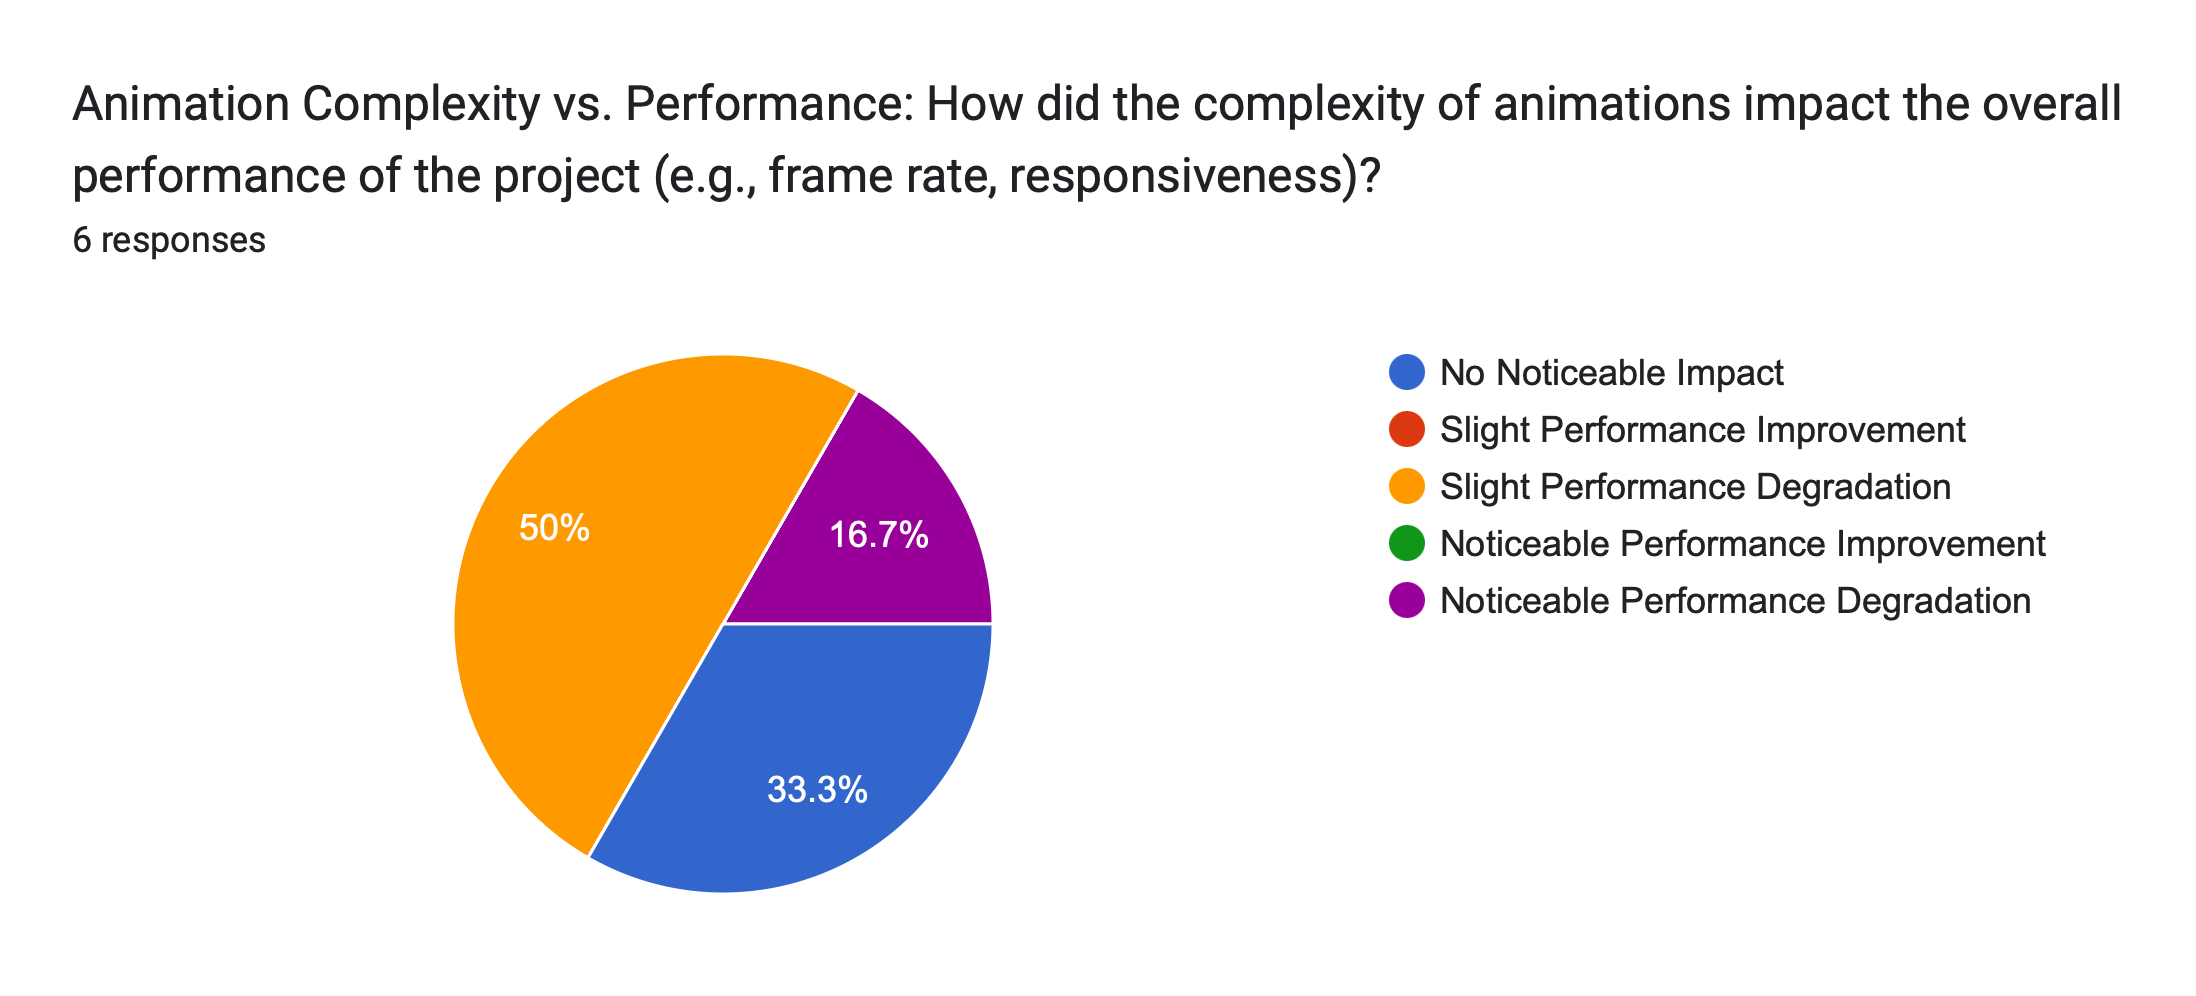 Animation Complexity vs. Performance: How did the complexity of animations impact the overall
performance of the project (e.g., frame rate, responsiveness)?
6 responses
No Noticeable Impact
Slight Performance Improvement
Slight Performance Degradation
Noticeable Performance Improvement
Noticeable Performance Degradation
50%
16.7%
33.3%